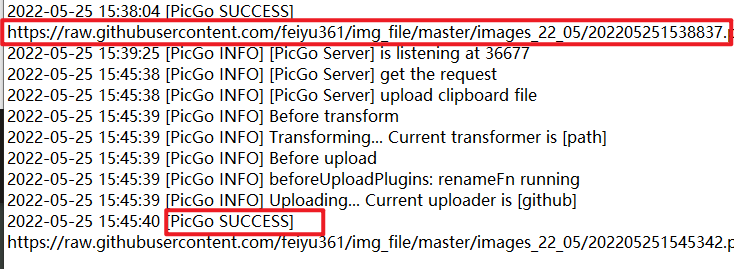 2022-05-25 15:38:04 [PicGo SUCCESS]
https://raw.githubusercontent.com/feiyu361/img_file/master/images_22_05/202205251538837.p
2022-05-25 15:39:25 [PicGo INFO] [PicGo Server] is listening at 36677
2022-05-25 15:45:38 [PicGo INFO] [PicGo Server] get the request
2022-05-25 15:45:38 [PicGo INFO] [PicGo Server] upload clipboard file
2022-05-25 15:45:39 [PicGo INFO] Before transform
2022-05-25 15:45:39 [PicGo INFO] Transforming... Current transformer is [path]
2022-05-25 15:45:39 [PicGo INFO] Before upload
2022-05-25 15:45:39 [PicGo INFO] beforeUploadPlugins: renameFn running
2022-05-25 15:45:39 [PicGo INFO] Uploading... Current uploader is [github]
2022-05-25 15:45:40 [PicGo SUCCESS]
https://raw.githubusercontent.com/feiyu361/img_file/master/images_22_05/202205251545342.p